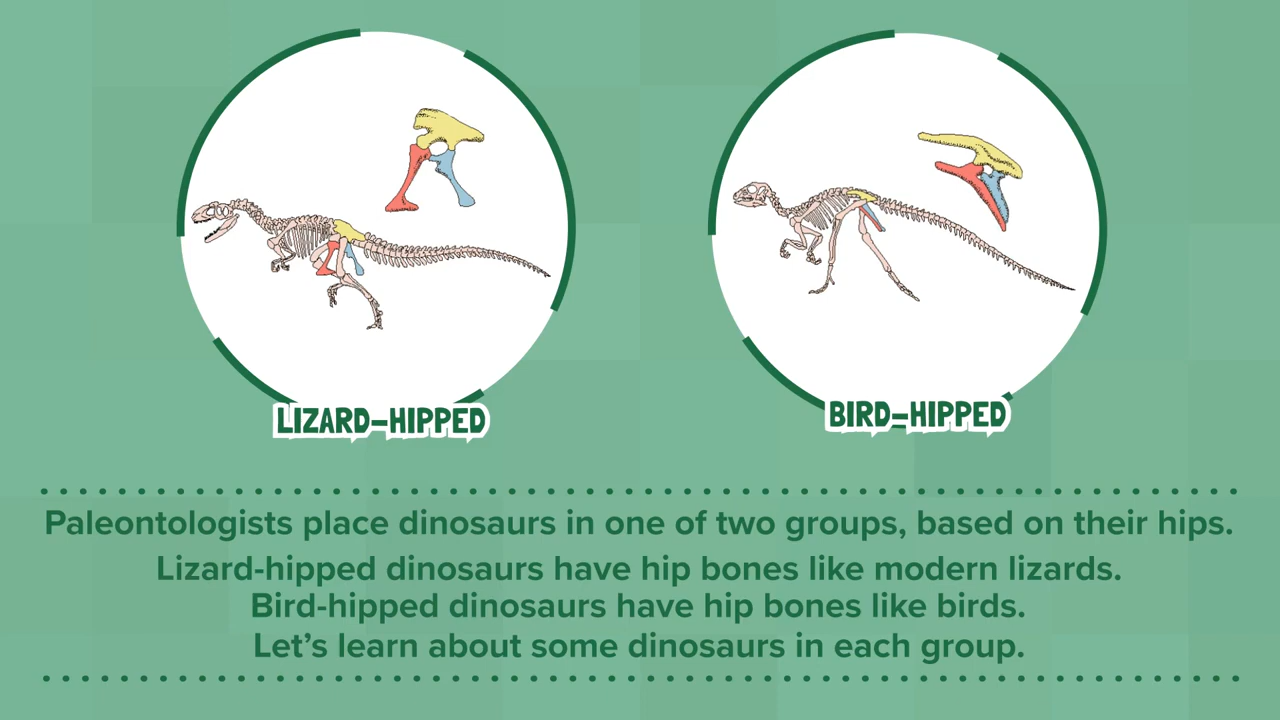 LIZARD-HIPPED
BIRD-HIPPED
Paleontologists place dinosaurs in one of two groups, based on their hips.
Lizard-hipped dinosaurs have hip bones like modern lizards.
Bird-hipped dinosaurs have hip bones like birds.
Let’s learn about some dinosaurs in each group.